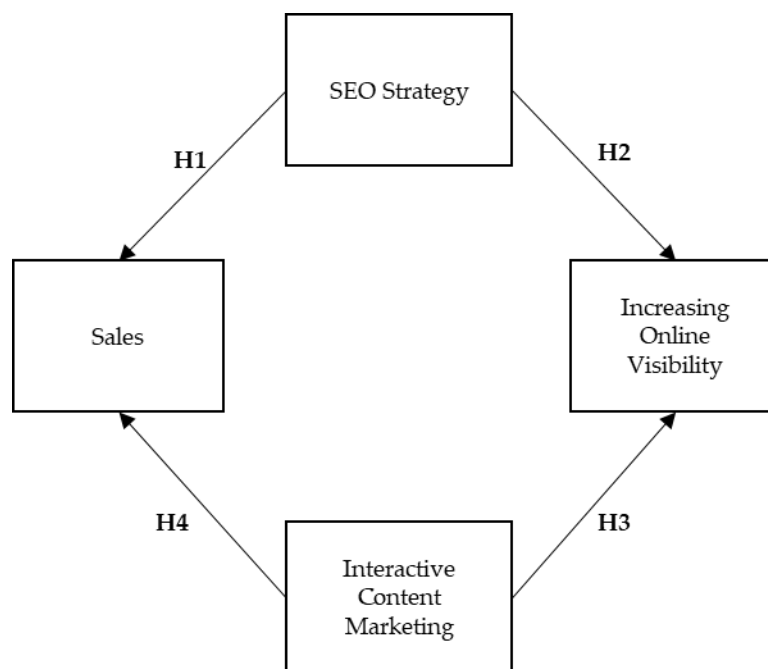 SEO Strategy
H1
H2
Sales
Increasing
Online
Visibility
H4
H3
Interactive
Content
Marketing